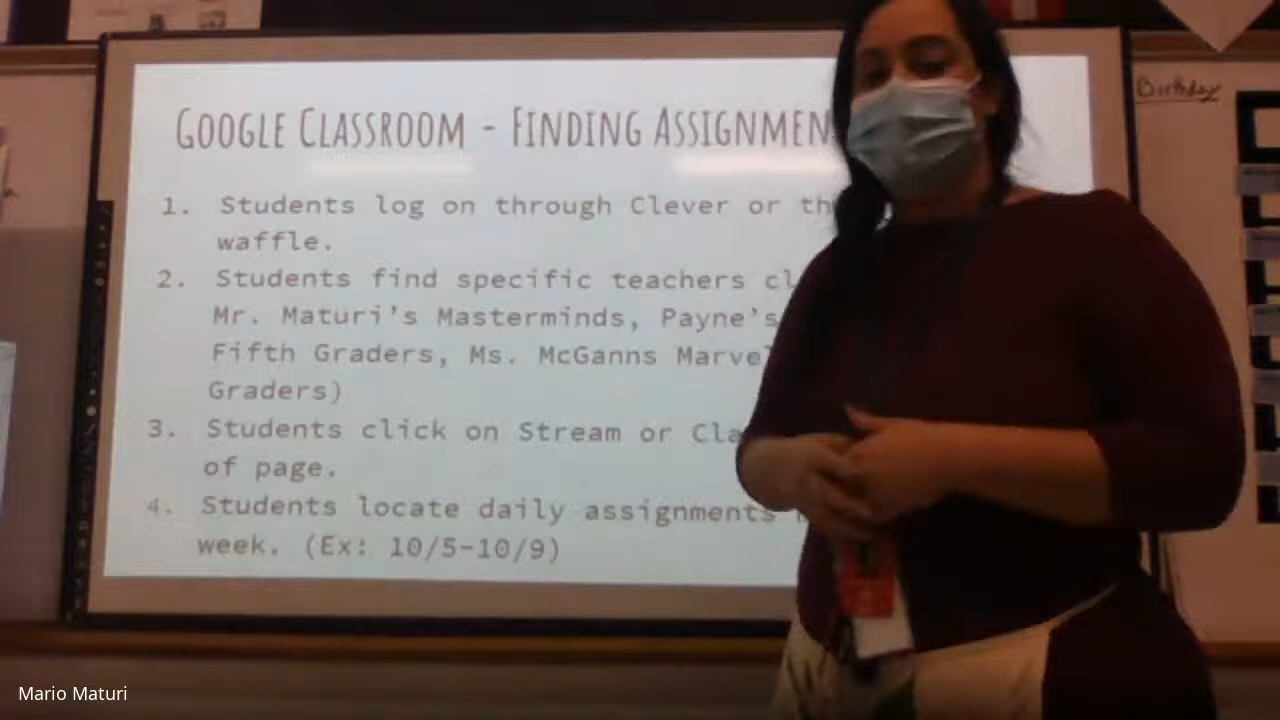 Birthday
GOOGLE CLASSROOM - FINDING ASSIGNMEN
1. Students log on through Clever or th
waffle.
2. Students find specific teachers cl
Mr. Maturi's Masterminds, Payne's
Fifth Graders, Ms. McGanns Marve
Graders)
3. Students click on Stream or Cla
of page.
4. Students locate daily assignments
week. (Ex: 10/5-10/9)
Mario Maturi